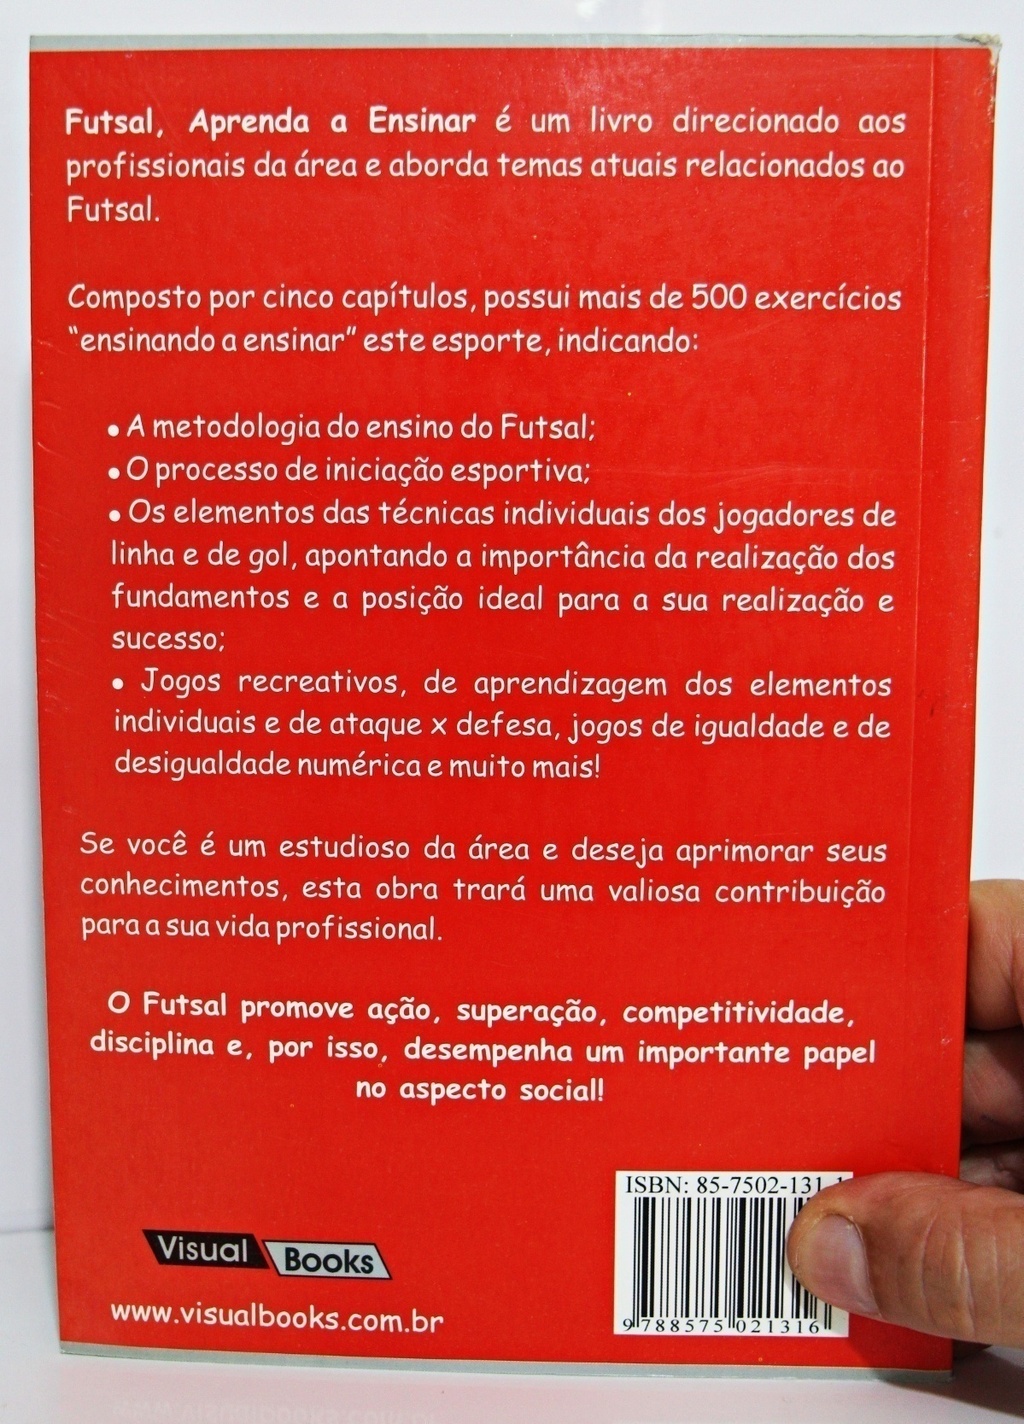 Futsal, Aprenda a Ensinar é um livro direcionado aos
profissionais da área e aborda temas atuais relacionados ao
Futsal.
Composto por cinco capítulos, possui mais de 500 exercícios
“ensinando a ensinar” este esporte, indicando:
• A metodologia do ensino do Futsal;
• O processo de iniciação esportiva;
• Os elementos das técnicas individuais dos jogadores de
linha e de gol, apontando a importância da realização dos
fundamentos e a posição ideal para a sua realização e
sucesso;
• Jogos recreativos, de aprendizagem dos elementos
individuais e de ataque x defesa, jogos de igualdade e de
desigualdade numérica e muito mais!
Se você é um estudioso da área e deseja aprimorar seus
conhecimentos, esta obra trará uma valiosa contribuição
para a sua vida profissional.
O Futsal promove ação, superação, competitividade,
disciplina e, por isso, desempenha um importante papel
no aspecto social!
ISBN: 85-7502-131-1
Visual Books
9 788575 021316
www.visualbooks.com.br